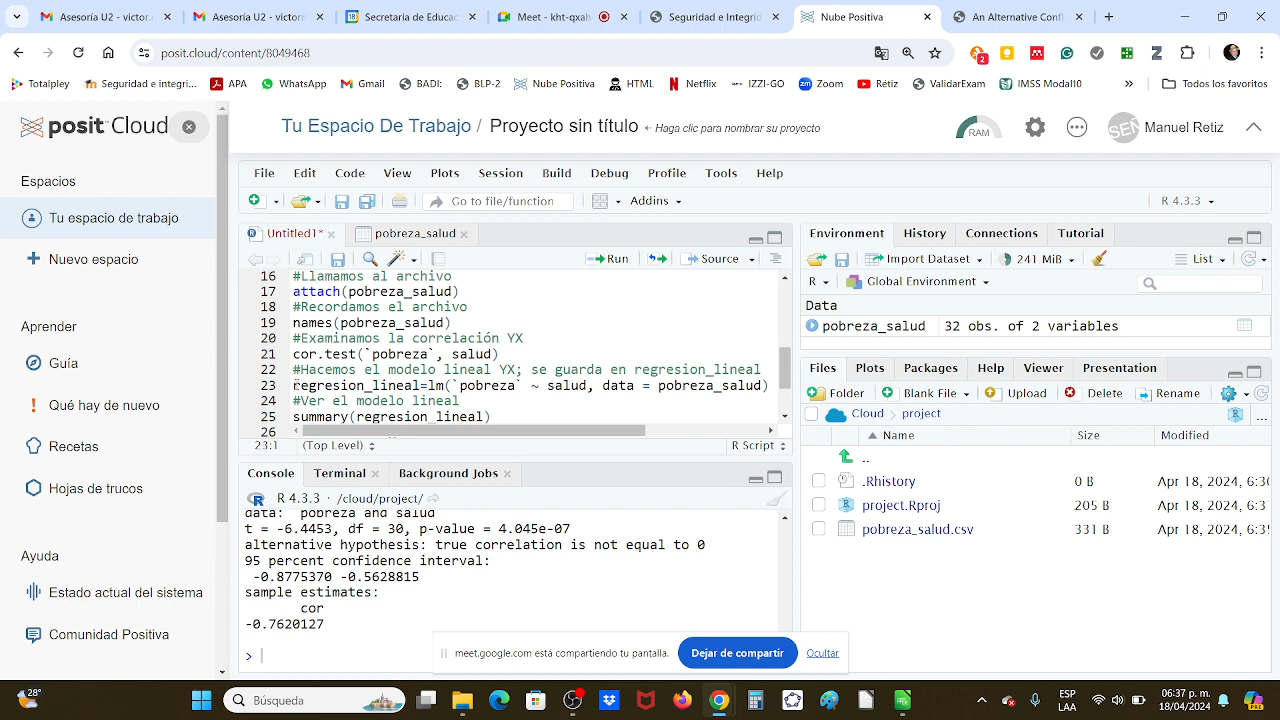 Asesoría U2 - victorr
Asesoría U2 - victorr
Secretaria de Educac
Meet - kht-qxah
Seguridad e Integrid
Nube Positiva
An Alternative Confi
posit.cloud/content/8049468
2
Totalpley
Seguridad e integri...
APA
WhatsApp
Gmail
BADI:
BLP-2
Nube Positiva
HTML
Netflix
IZZI-GO
Zoom
Rétiz
ValidarExam
IMSS Modal10
»
Todos los favoritos
posit Cloud
Tu Espacio De Trabajo / Proyecto sin título ← Haga clic para nombrar su proyecto
RAM
SEÑ
Manuel Retiz
Espacios
Tu espacio de trabajo
Nuevo espacio
Aprender
Guía
Qué hay de nuevo
Recetas
Hojas de trucos
Ayuda
Estado actual del sistema
Comunidad Positiva
File Edit Code View Plots Session Build Debug Profile Tools Help
Go to file/function
Addins
R 4.3.3
Untitled1*
pobreza_salud
Run
Source
16 #Llamamos al archivo
17 attach(pobreza_salud)
18 #Recordamos el archivo
19 names(pobreza_salud)
20 #Examinamos la correlación YX
21 cor.test(`pobreza`, salud)
22 #Hacemos el modelo lineal YX; se guarda en regresion_lineal
23 regresion_lineal=lm(`pobreza` ~ salud, data = pobreza_salud)
24 #Ver el modelo lineal
25 summary(regresion_lineal)
26
23:1 (Top Level) R Script
Console Terminal Background Jobs
R 4.3.3 · /cloud/project/
data: pobreza and salud
t = -6.4453, df = 30, p-value = 4.045e-07
alternative hypothesis: true correlation is not equal to 0
95 percent confidence interval:
-0.8775370 -0.5628815
sample estimates:
cor
-0.7620127
>
Environment History Connections Tutorial
Import Dataset
241 MiB
List
R
Global Environment
Data
pobreza_salud 32 obs. of 2 variables
Files Plots Packages Help Viewer Presentation
Folder Blank File Upload Delete Rename
Cloud > project
...
Name Size Modified
..
.Rhistory 0 B Apr 18, 2024, 6:30
project.Rproj 205 B Apr 18, 2024, 6:3
pobreza_salud.csv 331 B Apr 18, 2024, 6:3
meet.google.com está compartiendo tu pantalla.
Dejar de compartir
Ocultar
28°
Búsqueda
ESP
LAA
06:37 p. m.
18/04/2024